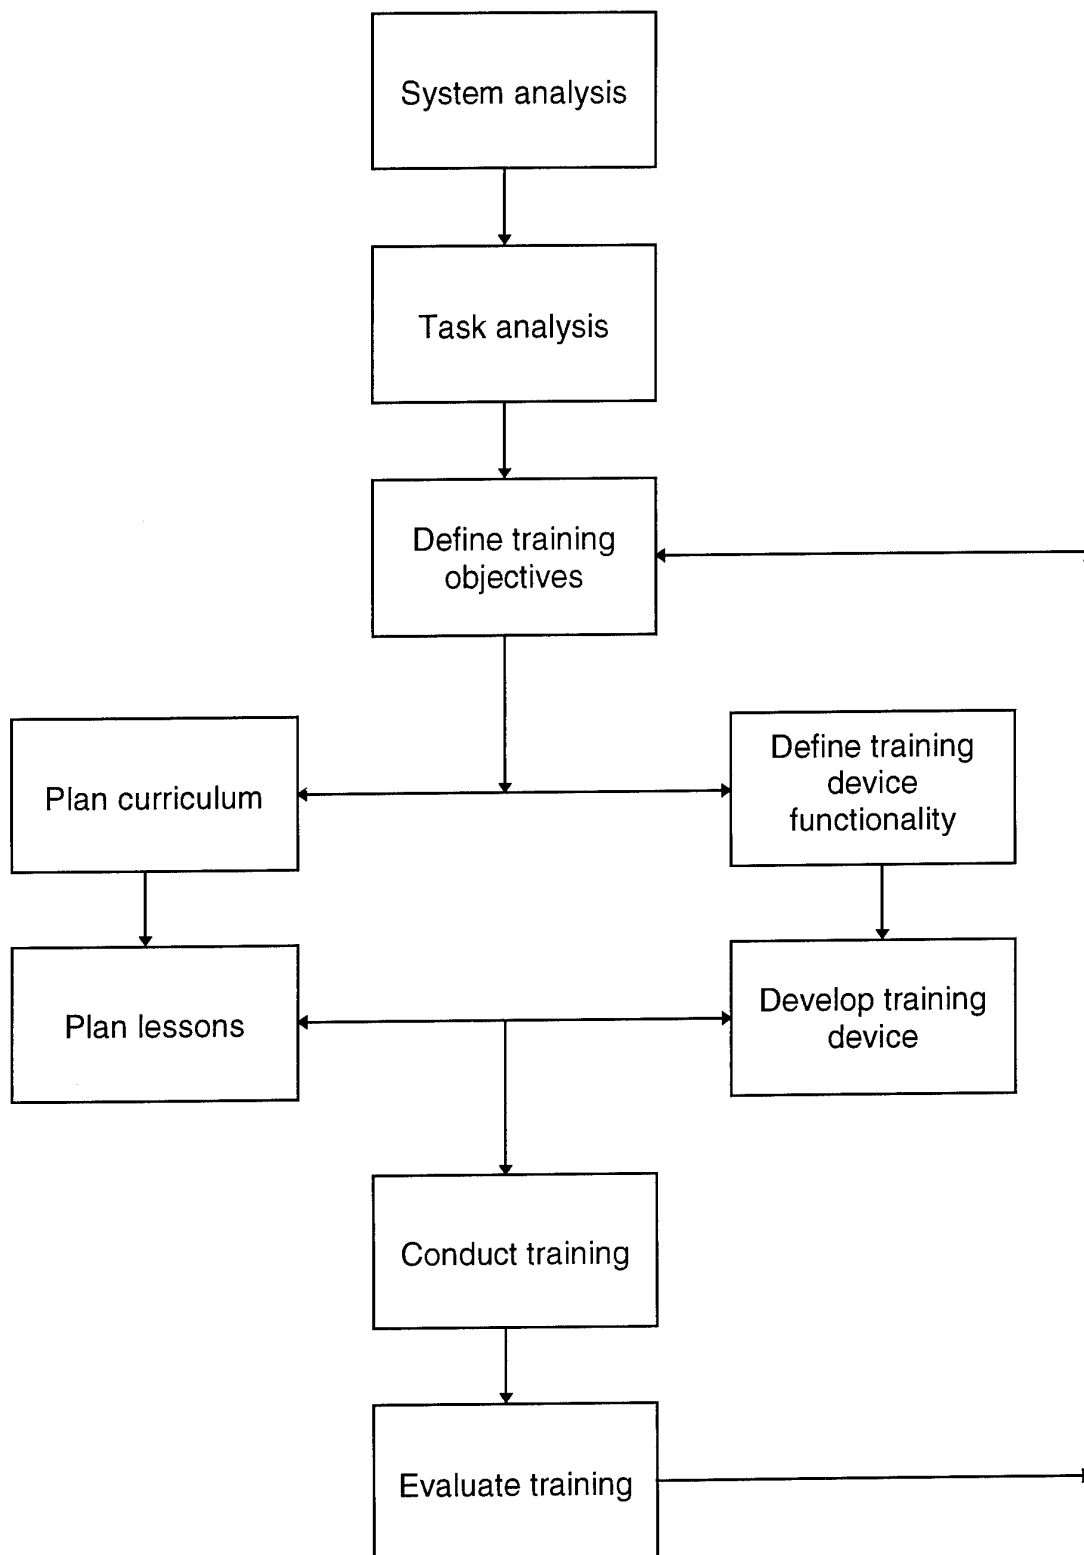 System analysis
Task analysis
Define training
objectives
Plan curriculum
Define training
device
functionality
Plan lessons
Develop training
device
Conduct training
Evaluate training